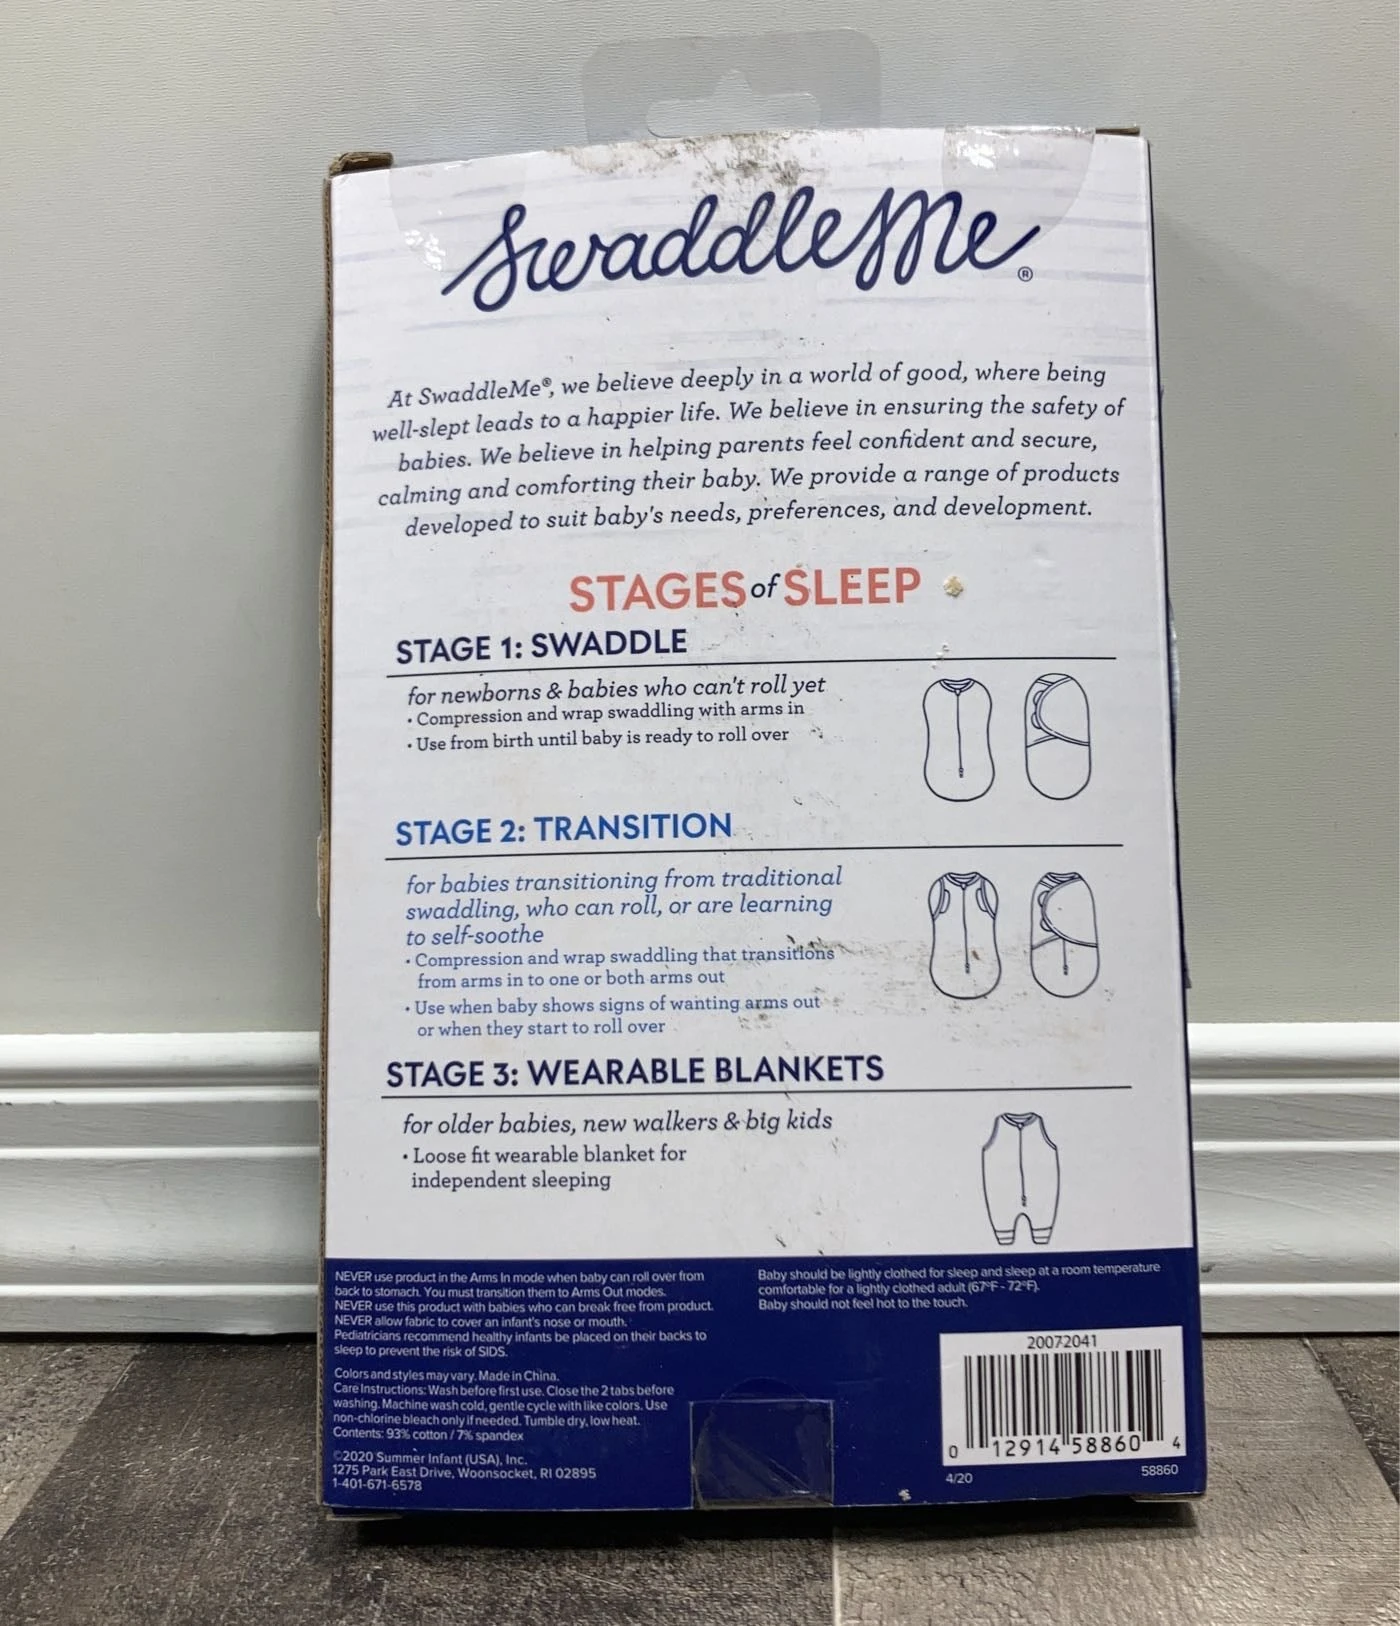 SwaddleMe®
At SwaddleMe®, we believe deeply in a world of good, where being
well-slept leads to a happier life. We believe in ensuring the safety of
babies. We believe in helping parents feel confident and secure,
calming and comforting their baby. We provide a range of products
developed to suit baby's needs, preferences, and development.
STAGES of SLEEP
STAGE 1: SWADDLE
for newborns & babies who can't roll yet
• Compression and wrap swaddling with arms in
• Use from birth until baby is ready to roll over
STAGE 2: TRANSITION
for babies transitioning from traditional
swaddling, who can roll, or are learning
to self-soothe
• Compression and wrap swaddling that transitions
from arms in to one or both arms out
• Use when baby shows signs of wanting arms out
or when they start to roll over
STAGE 3: WEARABLE BLANKETS
for older babies, new walkers & big kids
• Loose fit wearable blanket for
independent sleeping
NEVER use product in the Arms In mode when baby can roll over from
back to stomach. You must transition them to Arms Out modes.
NEVER use this product with babies who can break free from product.
NEVER allow fabric to cover an infant's nose or mouth.
Pediatricians recommend healthy infants be placed on their backs to
sleep to prevent the risk of SIDS.
Colors and styles may vary. Made in China.
Care Instructions: Wash before first use. Close the 2 tabs before
washing. Machine wash cold, gentle cycle with like colors. Use
non-chlorine bleach only if needed. Tumble dry, low heat.
Contents: 93% cotton / 7% spandex
©2020 Summer Infant (USA), Inc.
1275 Park East Drive, Woonsocket, RI 02895
1-401-671-6578
Baby should be lightly clothed for sleep and sleep at a room temperature
comfortable for a lightly clothed adult (67°F - 72°F).
Baby should not feel hot to the touch.
20072041
0 12914 58860 4
4/20 58860